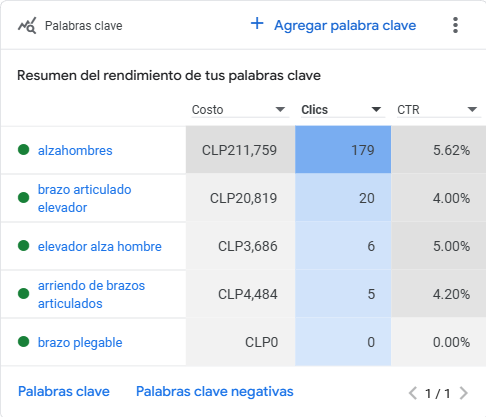 Palabras clave
+ Agregar palabra clave
Resumen del rendimiento de tus palabras clave
Costo Clics CTR
alzahombres CLP211,759 179 5.62%
brazo articulado
elevador CLP20,819 20 4.00%
elevador alza hombre CLP3,686 6 5.00%
arriendo de brazos
articulados CLP4,484 5 4.20%
brazo plegable CLP0 0 0.00%
Palabras clave Palabras clave negativas 1 / 1